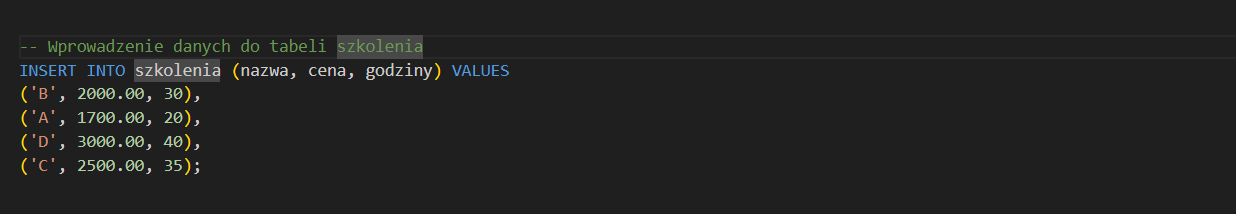 -- Wprowadzenie danych do tabeli szkolenia
INSERT INTO szkolenia (nazwa, cena, godziny) VALUES
('B', 2000.00, 30),
('A', 1700.00, 20),
('D', 3000.00, 40),
('C', 2500.00, 35);